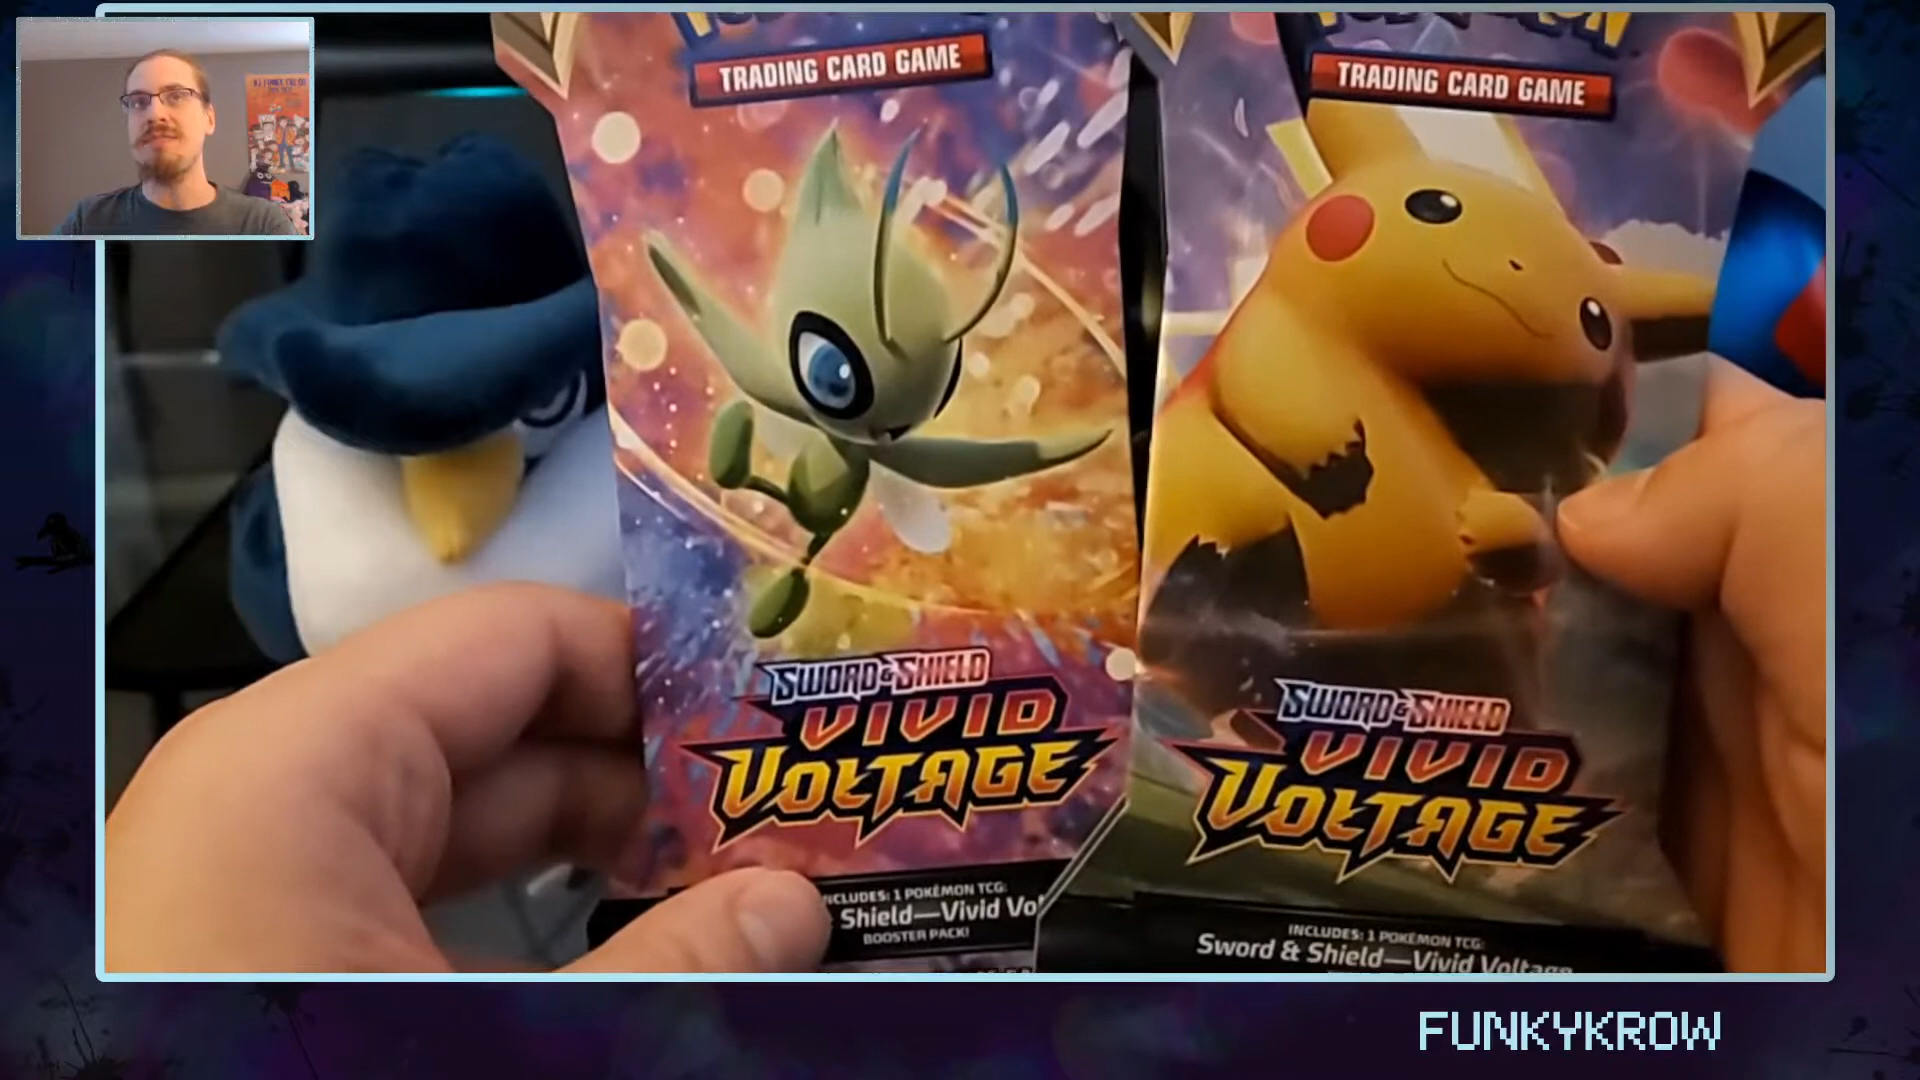 TRADING CARD GAME
SWORD & SHIELD
VIVID
VOLTAGE
INCLUDES: 1 POKÉMON TCG:
Shield—Vivid
BOOSTER PACK!
TRADING CARD GAME
SWORD & SHIELD
VIVID
VOLTAGE
INCLUDES: 1 POKÉMON TCG:
Sword & Shield—Vivid Voltage
FUNKYKROW